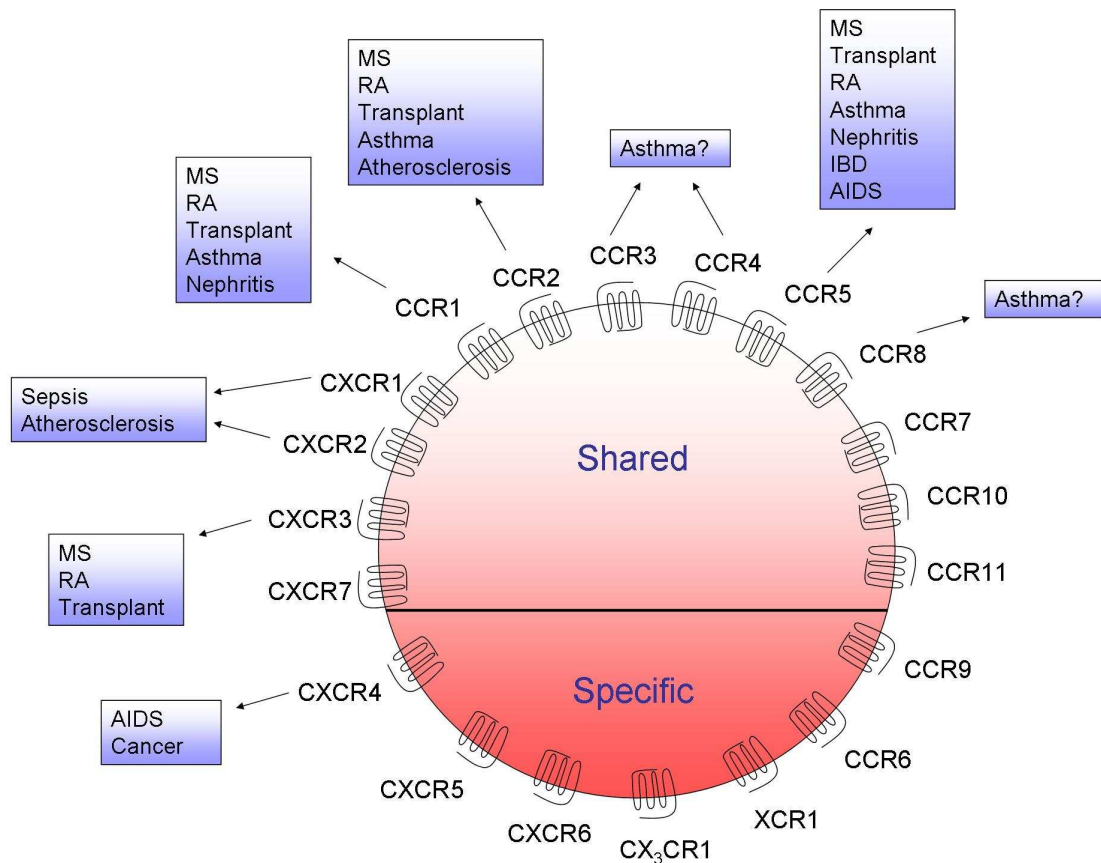 MS
RA
Transplant
Asthma
Atherosclerosis
MS
Transplant
RA
Asthma
Nephritis
IBD
AIDS
Asthma?
MS
RA
Transplant
Asthma
Nephritis
CCR3
CCR4
CCR2
CCR5
CCR1
Asthma?
CCR8
CXCR1
Sepsis
Atherosclerosis
CXCR2
CCR7
Shared
CCR10
CXCR3
MS
RA
Transplant
CCR11
CXCR7
CCR9
Specific
CXCR4
AIDS
Cancer
CCR6
CXCR5
XCR1
CXCR6
CX₃CR1